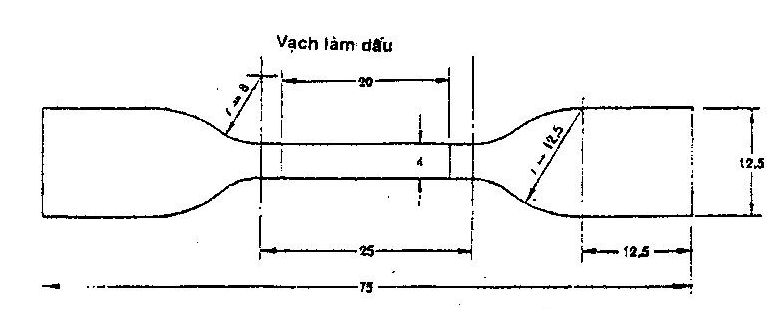 Vạch làm dấu
20
r = 8
4
r = 12,5
12,5
25
12,5
75